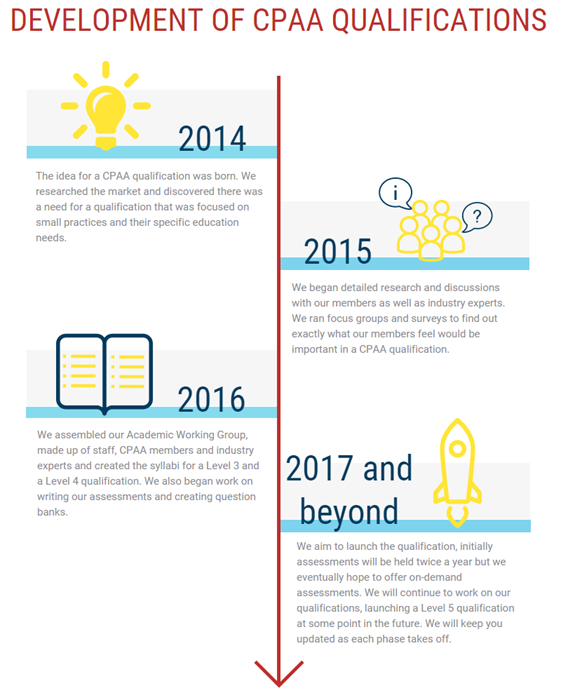 DEVELOPMENT OF CPAA QUALIFICATIONS
2014
The idea for a CPAA qualification was born. We
researched the market and discovered there was
a need for a qualification that was focused on
small practices and their specific education
needs.
i
?
2015
We began detailed research and discussions
with our members as well as industry experts.
We ran focus groups and surveys to find out
exactly what our members feel would be
important in a CPAA qualification.
2016
We assembled our Academic Working Group,
made up of staff, CPAA members and industry
experts and created the syllabi for a Level 3 and
a Level 4 qualification. We also began work on
writing our assessments and creating question
banks.
2017 and
beyond
We aim to launch the qualification, initially
assessments will be held twice a year but we
eventually hope to offer on-demand
assessments. We will continue to work on our
qualifications, launching a Level 5 qualification
at some point in the future. We will keep you
updated as each phase takes off.